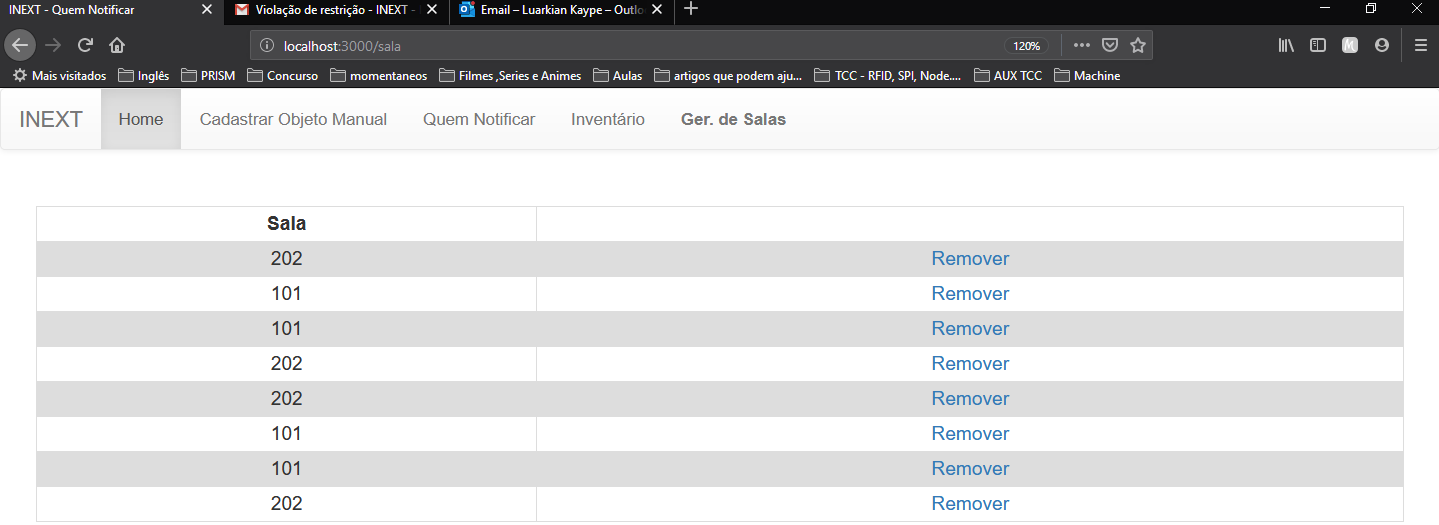 INEXT - Quem Notificar Violação de restrição - INEXT - Email – Luarkian Kaype – Outlo
localhost:3000/sala 120%
Mais visitados Inglês PRISM Concurso momentaneos Filmes ,Series e Animes Aulas artigos que podem aju... TCC - RFID, SPI, Node.... AUX TCC Machine
INEXT Home Cadastrar Objeto Manual Quem Notificar Inventário Ger. de Salas
Sala
202 Remover
101 Remover
101 Remover
202 Remover
202 Remover
101 Remover
101 Remover
202 Remover